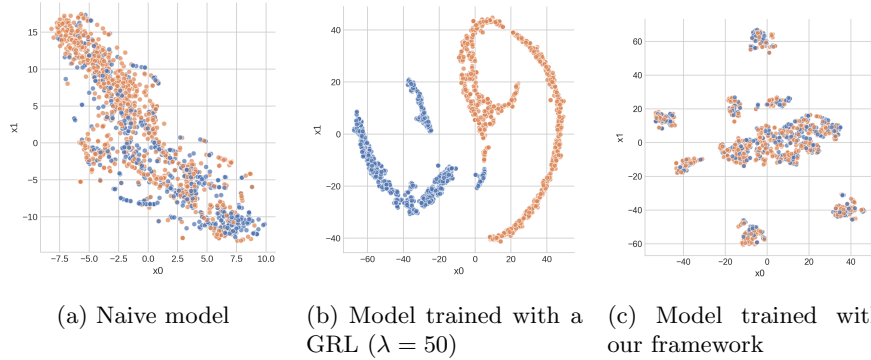 15
10
5
0
−5
−10
x1
−7.5 −5.0 −2.5 0.0 2.5 5.0 7.5 10.0
x0
40
20
0
−20
−40
x1
−60 −40 −20 0 20 40
x0
60
40
20
0
−20
−40
−60
x1
−40 −20 0 20 40
x0
(a) Naive model
(b) Model trained with a
GRL (λ = 50)
(c) Model trained wit
our framework